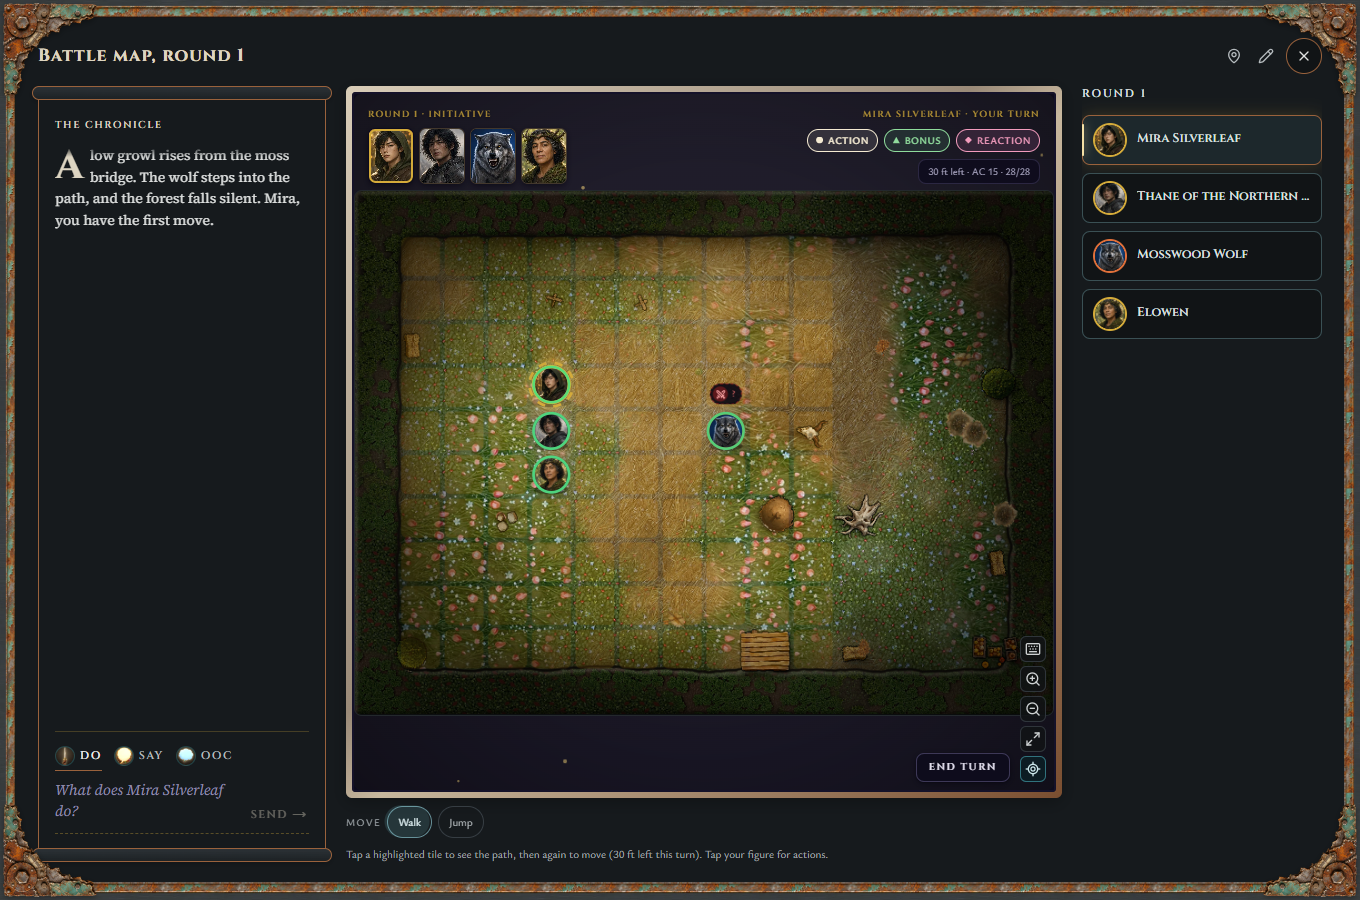 Battle map, round 1
THE CHRONICLE
A low growl rises from the moss
bridge. The wolf steps into the
path, and the forest falls silent. Mira,
you have the first move.
DO
SAY
OOC
What does Mira Silverleaf
do?
SEND →
ROUND 1 · INITIATIVE
MIRA SILVERLEAF · YOUR TURN
ACTION
BONUS
REACTION
30 ft left · AC 15 · 28/28
?
END TURN
MOVE
Walk
Jump
Tap a highlighted tile to see the path, then again to move (30 ft left this turn). Tap your figure for actions.
ROUND 1
Mira Silverleaf
Thane of the Northern ...
Mosswood Wolf
Elowen